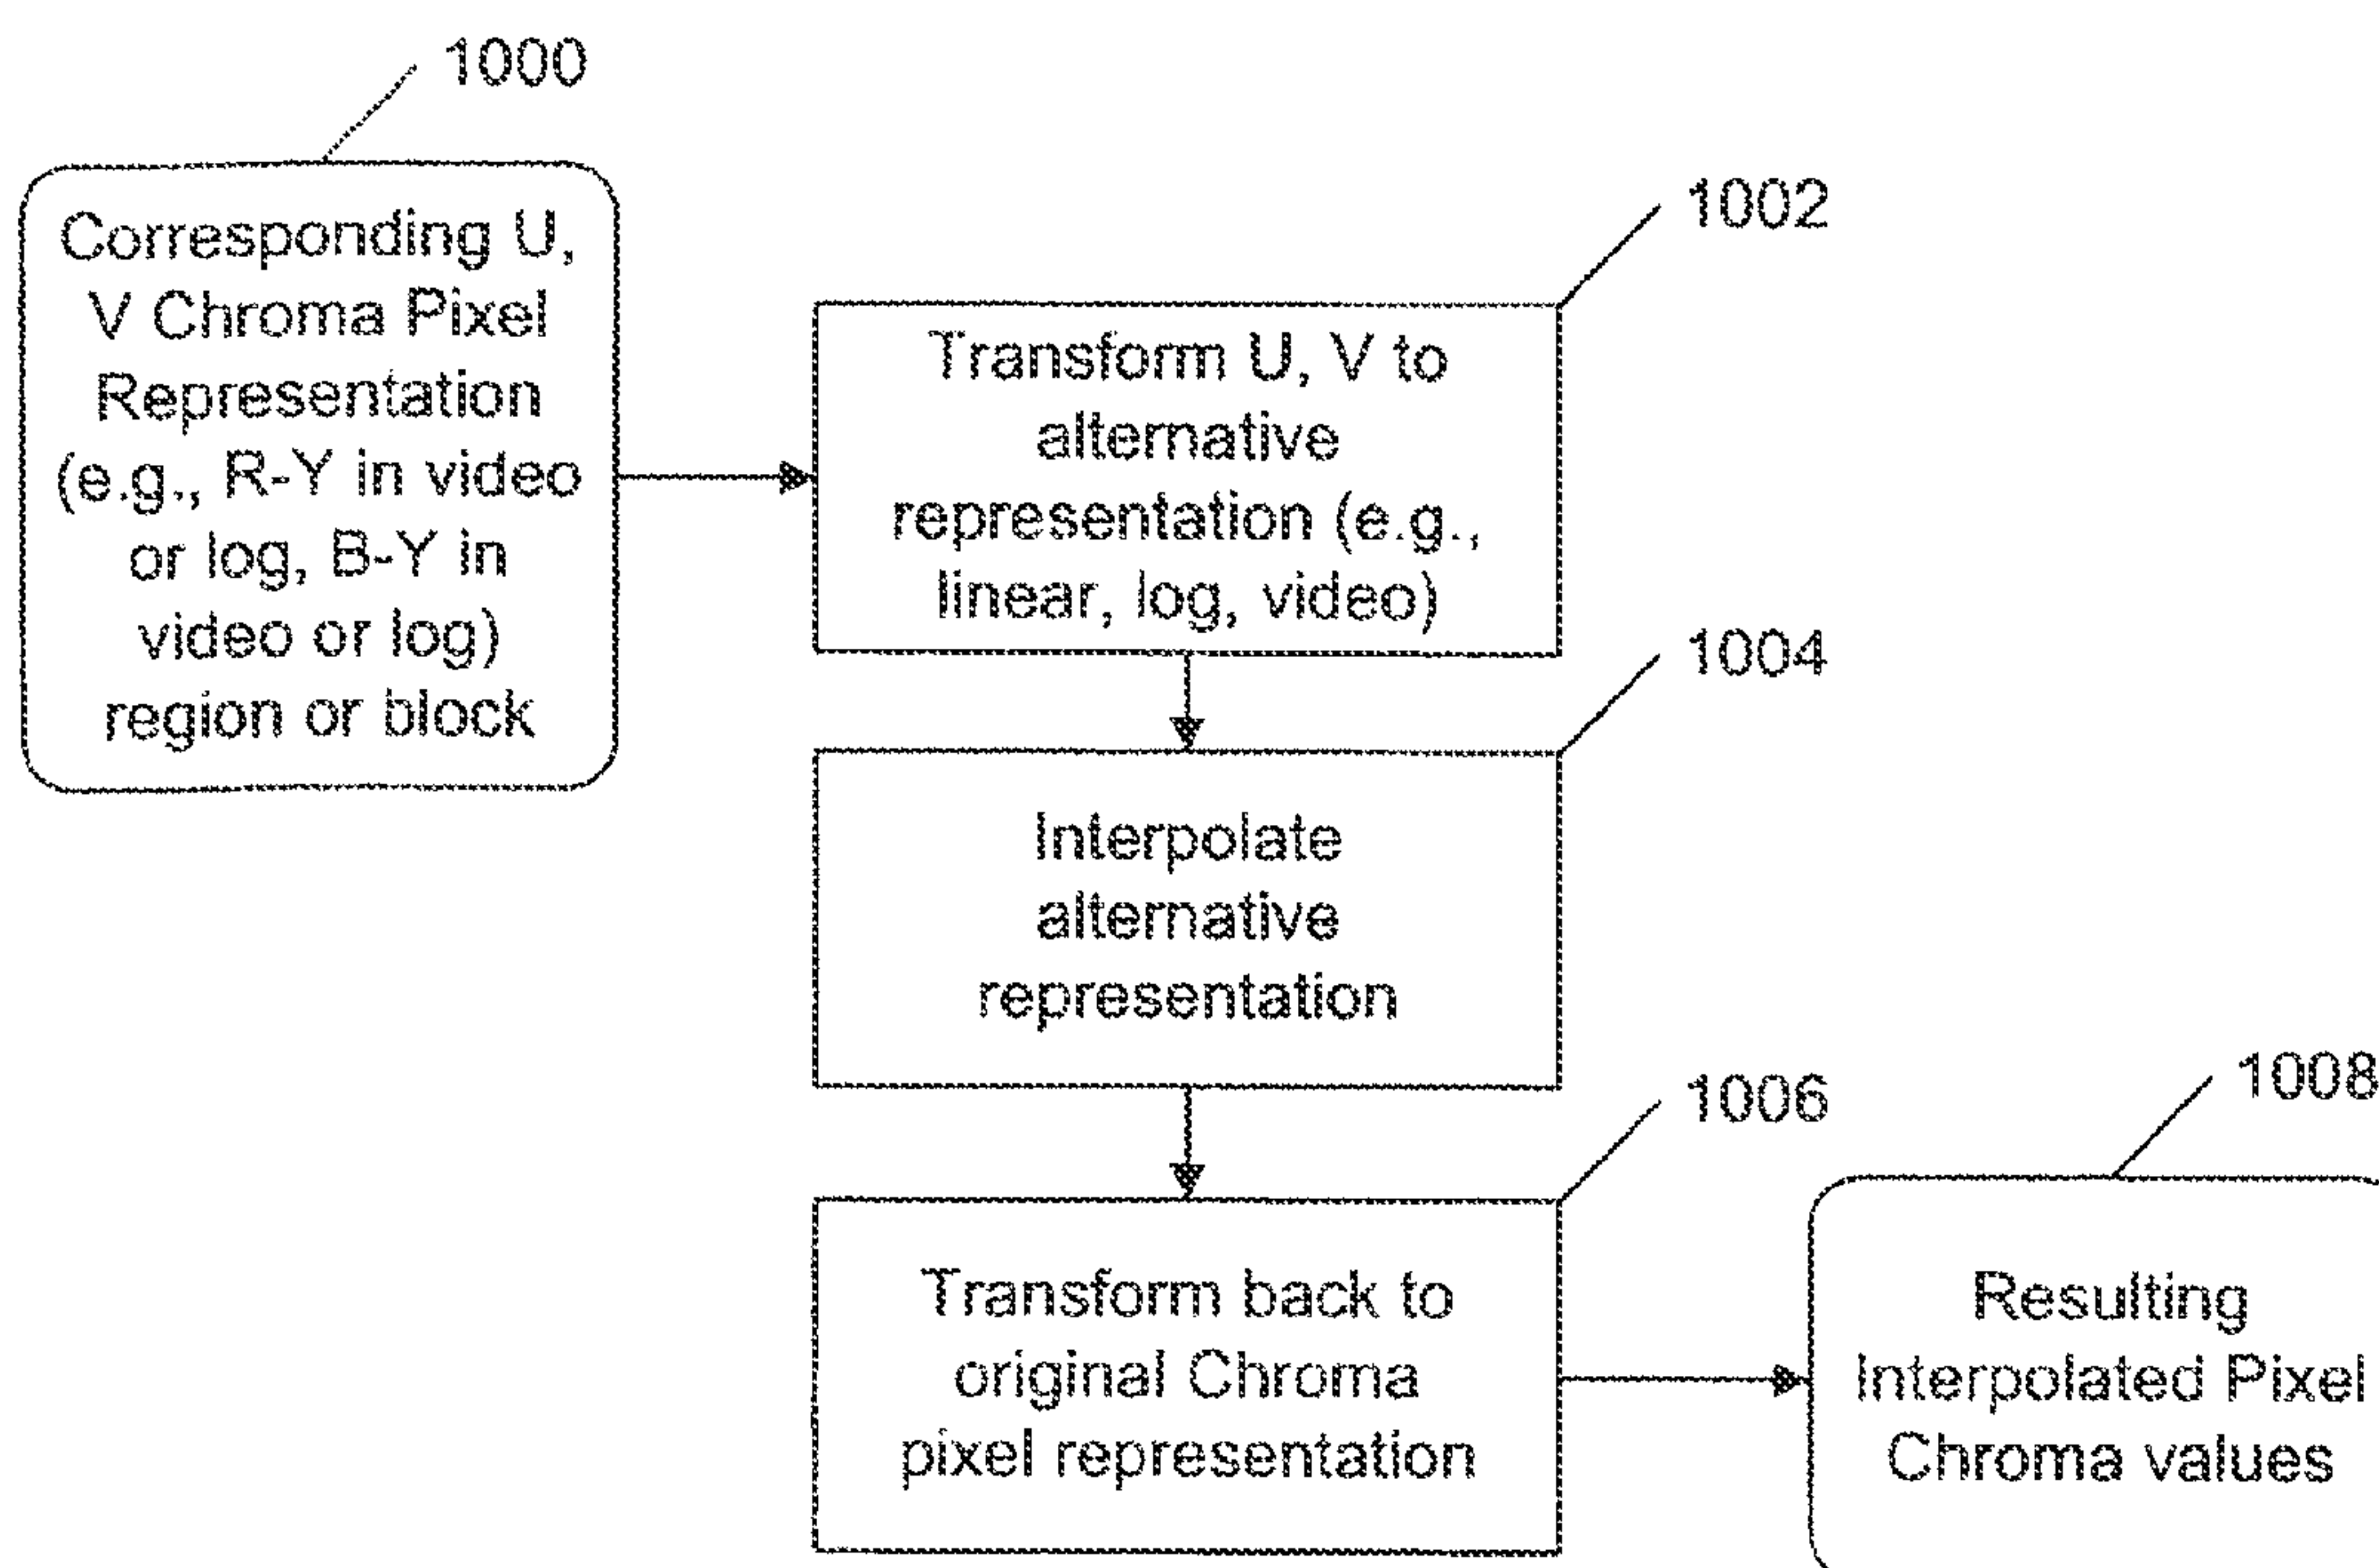 1000
Corresponding U,
V Chroma Pixel
Representation
(e.g., R-Y in video
or log, B-Y in
video or log)
region or block
1002
Transform U, V to
alternative
representation (e.g.,
linear, log, video)
1004
Interpolate
alternative
representation
1006
Transform back to
original Chroma
pixel representation
1008
Resulting
Interpolated Pixel
Chroma values